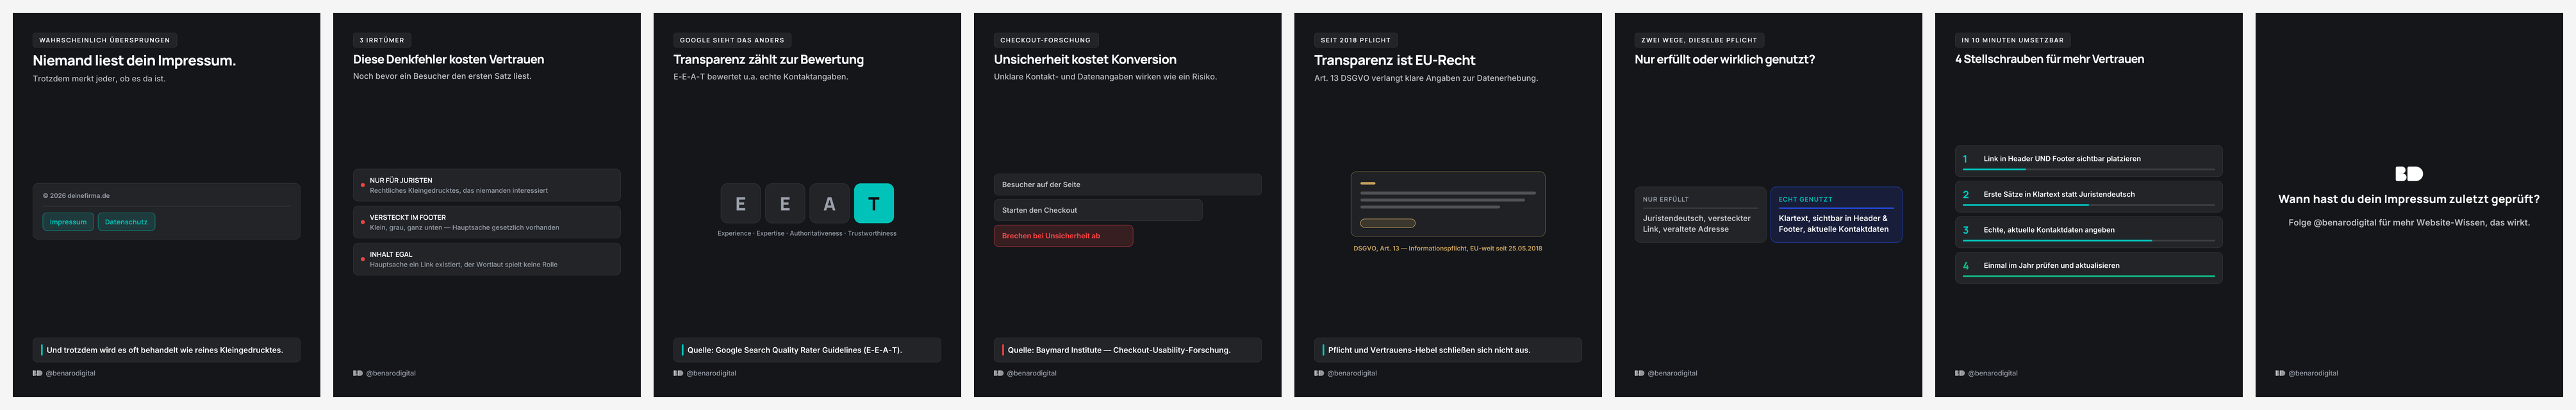 WAHRSCHEINLICH ÜBERSPRUNGEN
Niemand liest dein Impressum.
Trotzdem merkt jeder, ob es da ist.
© 2026 deinefirma.de
Impressum
Datenschutz
Und trotzdem wird es oft behandelt wie reines Kleingedrucktes.
BD @benarodigital
3 IRRTÜMER
Diese Denkfehler kosten Vertrauen
Noch bevor ein Besucher den ersten Satz liest.
NUR FÜR JURISTEN
Rechtliches Kleingedrucktes, das niemanden interessiert
VERSTECKT IM FOOTER
Klein, grau, ganz unten — Hauptsache gesetzlich vorhanden
INHALT EGAL
Hauptsache ein Link existiert, der Wortlaut spielt keine Rolle
BD @benarodigital
GOOGLE SIEHT DAS ANDERS
Transparenz zählt zur Bewertung
E-E-A-T bewertet u.a. echte Kontaktangaben.
E E A T
Experience · Expertise · Authoritativeness · Trustworthiness
Quelle: Google Search Quality Rater Guidelines (E-E-A-T).
BD @benarodigital
CHECKOUT-FORSCHUNG
Unsicherheit kostet Konversion
Unklare Kontakt- und Datenangaben wirken wie ein Risiko.
Besucher auf der Seite
Starten den Checkout
Brechen bei Unsicherheit ab
Quelle: Baymard Institute — Checkout-Usability-Forschung.
BD @benarodigital
SEIT 2018 PFLICHT
Transparenz ist EU-Recht
Art. 13 DSGVO verlangt klare Angaben zur Datenerhebung.
DSGVO, Art. 13 — Informationspflicht, EU-weit seit 25.05.2018
Pflicht und Vertrauens-Hebel schließen sich nicht aus.
BD @benarodigital
ZWEI WEGE, DIESELBE PFLICHT
Nur erfüllt oder wirklich genutzt?
NUR ERFÜLLT
Juristendeutsch, versteckter
Link, veraltete Adresse
ECHT GENUTZT
Klartext, sichtbar in Header &
Footer, aktuelle Kontaktdaten
BD @benarodigital
IN 10 MINUTEN UMSETZBAR
4 Stellschrauben für mehr Vertrauen
1 Link in Header UND Footer sichtbar platzieren
2 Erste Sätze in Klartext statt Juristendeutsch
3 Echte, aktuelle Kontaktdaten angeben
4 Einmal im Jahr prüfen und aktualisieren
BD @benarodigital
BD
Wann hast du dein Impressum zuletzt geprüft?
Folge @benarodigital für mehr Website-Wissen, das wirkt.
BD @benarodigital